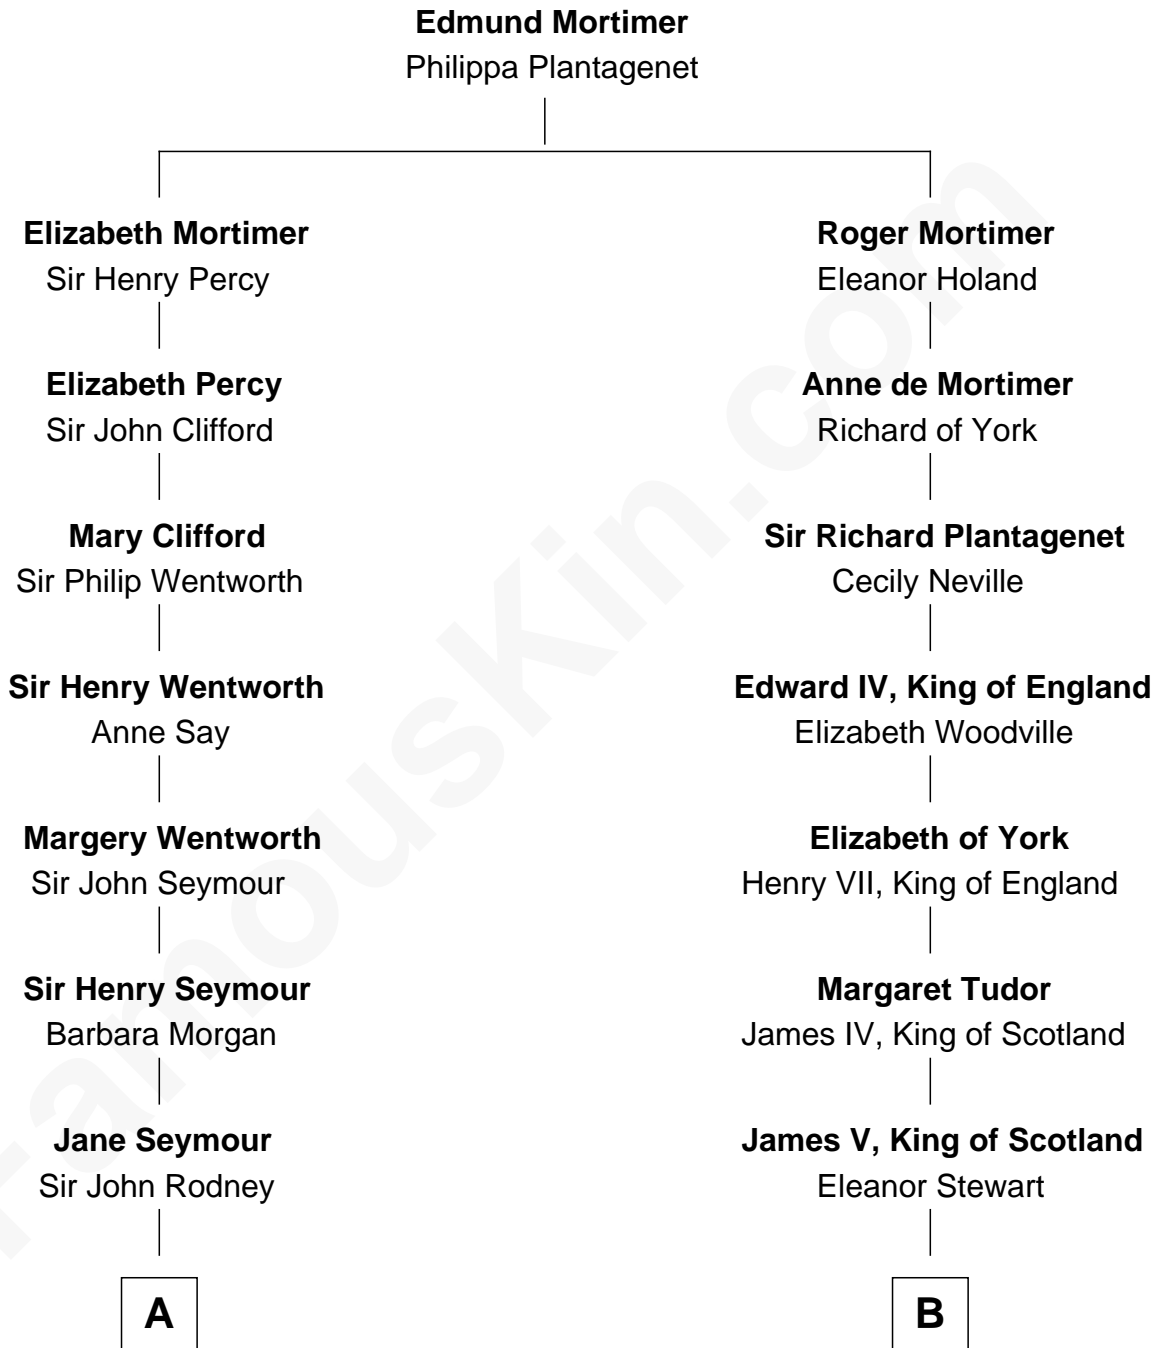 Edmund Mortimer
Philippa Plantagenet
Elizabeth Mortimer
Sir Henry Percy
Roger Mortimer
Eleanor Holand
Elizabeth Percy
Sir John Clifford
Anne de Mortimer
Richard of York
Mary Clifford
Sir Philip Wentworth
Sir Richard Plantagenet
Cecily Neville
Sir Henry Wentworth
Anne Say
Edward IV, King of England
Elizabeth Woodville
Margery Wentworth
Sir John Seymour
Elizabeth of York
Henry VII, King of England
Sir Henry Seymour
Barbara Morgan
Margaret Tudor
James IV, King of Scotland
Jane Seymour
Sir John Rodney
James V, King of Scotland
Eleanor Stewart
A
B
FamousKin.com